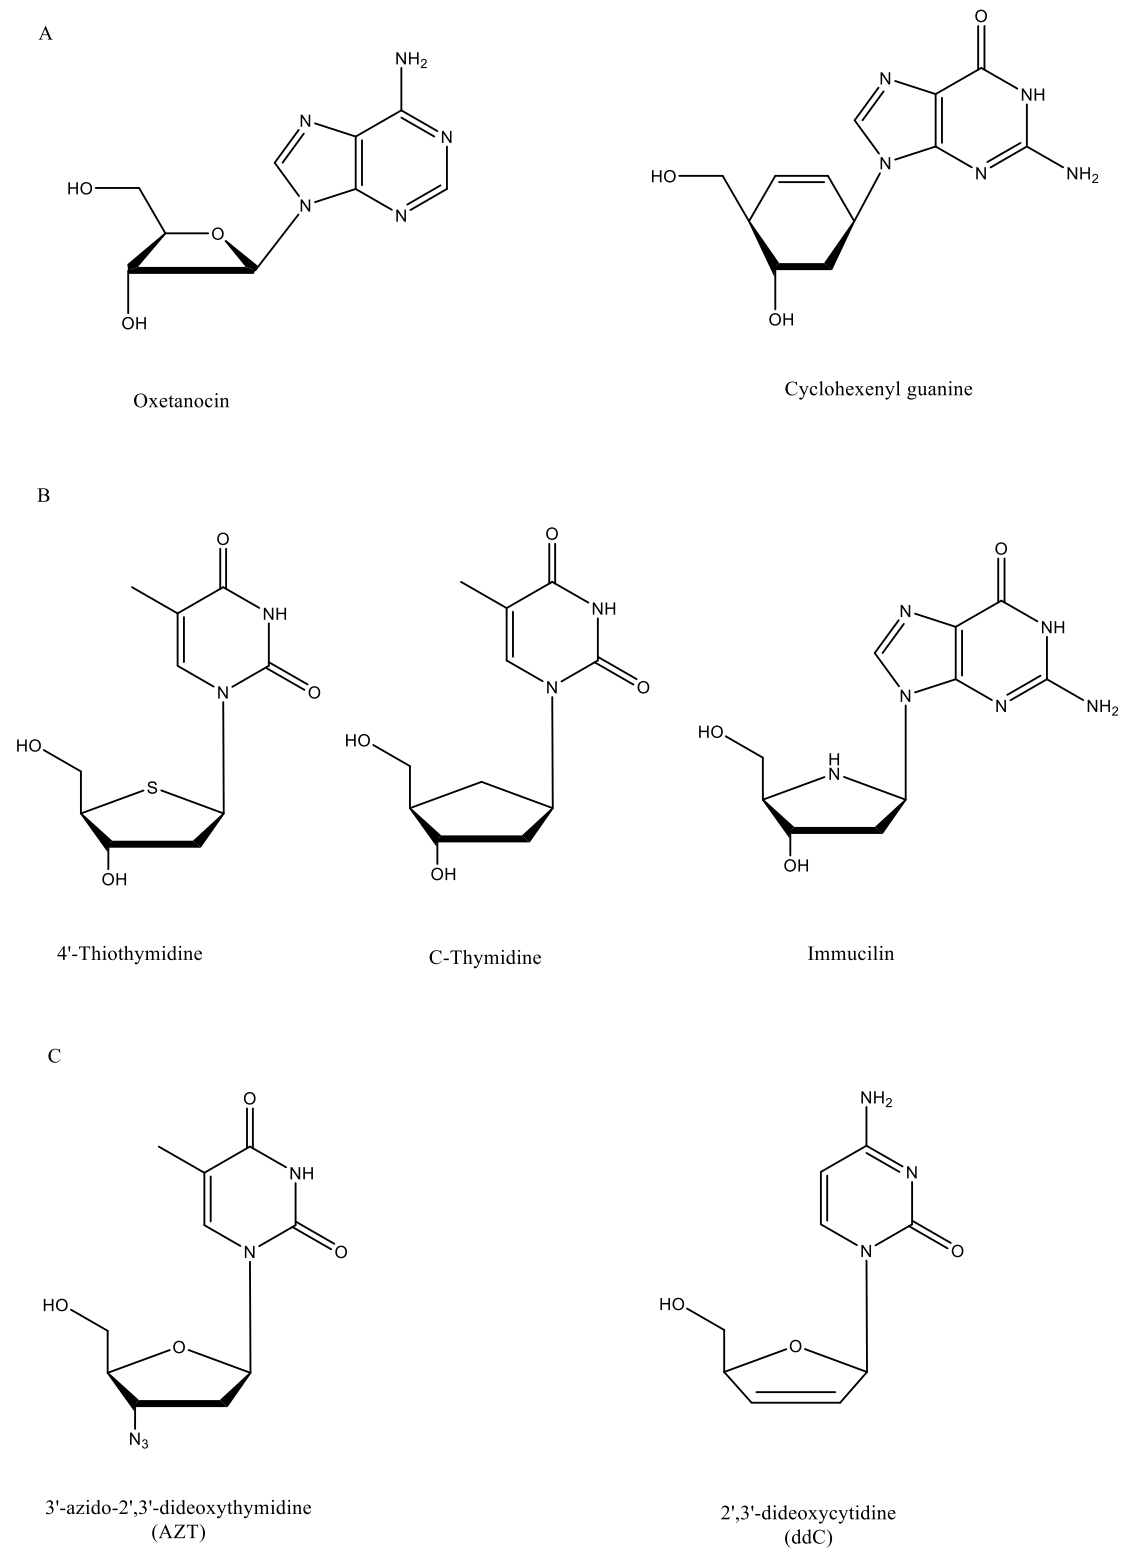 A
NH2
N
N
N
N
HO
O
OH
Oxetanocin
O
N
NH
N
N
NH2
HO
OH
Cyclohexenyl guanine
B
O
NH
N
O
HO
S
OH
4'-Thiothymidine
O
NH
N
O
HO
OH
C-Thymidine
O
N
NH
N
N
NH2
HO
H
N
OH
Immucilin
C
O
NH
N
O
HO
O
N3
3'-azido-2',3'-dideoxythymidine
(AZT)
NH2
N
N
O
HO
O
2',3'-dideoxycytidine
(ddC)